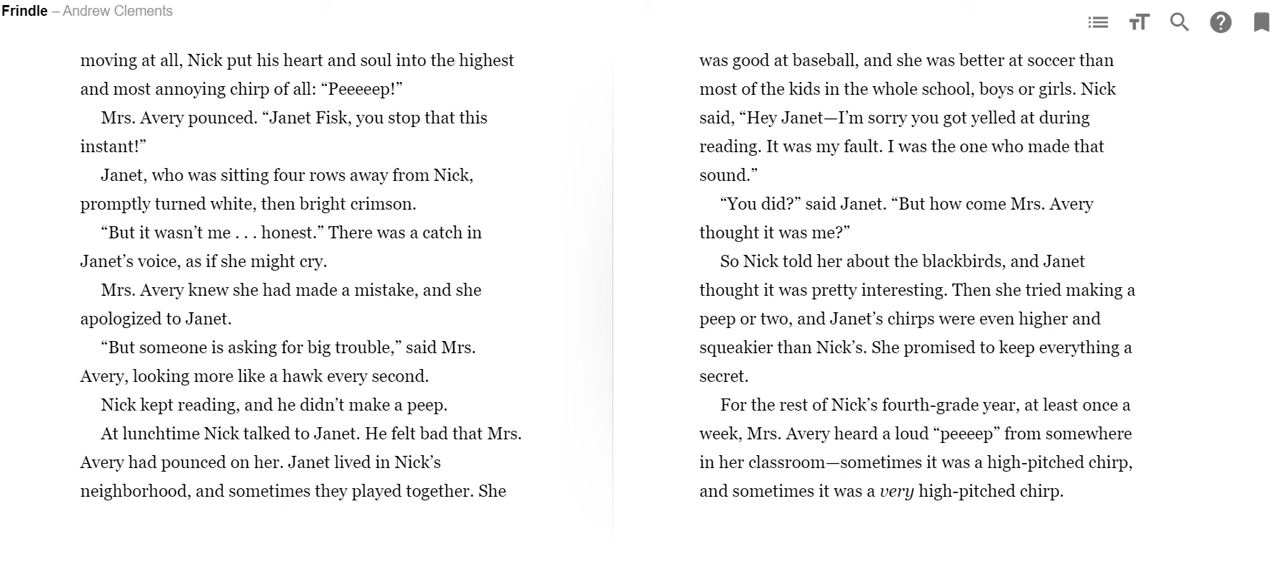 Frindle – Andrew Clements
moving at all, Nick put his heart and soul into the highest
and most annoying chirp of all: “Peeeeep!”
Mrs. Avery pounced. “Janet Fisk, you stop that this
instant!”
Janet, who was sitting four rows away from Nick,
promptly turned white, then bright crimson.
“But it wasn’t me . . . honest.” There was a catch in
Janet’s voice, as if she might cry.
Mrs. Avery knew she had made a mistake, and she
apologized to Janet.
“But someone is asking for big trouble,” said Mrs.
Avery, looking more like a hawk every second.
Nick kept reading, and he didn’t make a peep.
At lunchtime Nick talked to Janet. He felt bad that Mrs.
Avery had pounced on her. Janet lived in Nick’s
neighborhood, and sometimes they played together. She
was good at baseball, and she was better at soccer than
most of the kids in the whole school, boys or girls. Nick
said, “Hey Janet—I’m sorry you got yelled at during
reading. It was my fault. I was the one who made that
sound.”
“You did?” said Janet. “But how come Mrs. Avery
thought it was me?”
So Nick told her about the blackbirds, and Janet
thought it was pretty interesting. Then she tried making a
peep or two, and Janet’s chirps were even higher and
squeakier than Nick’s. She promised to keep everything a
secret.
For the rest of Nick’s fourth-grade year, at least once a
week, Mrs. Avery heard a loud “peeeep” from somewhere
in her classroom—sometimes it was a high-pitched chirp,
and sometimes it was a very high-pitched chirp.